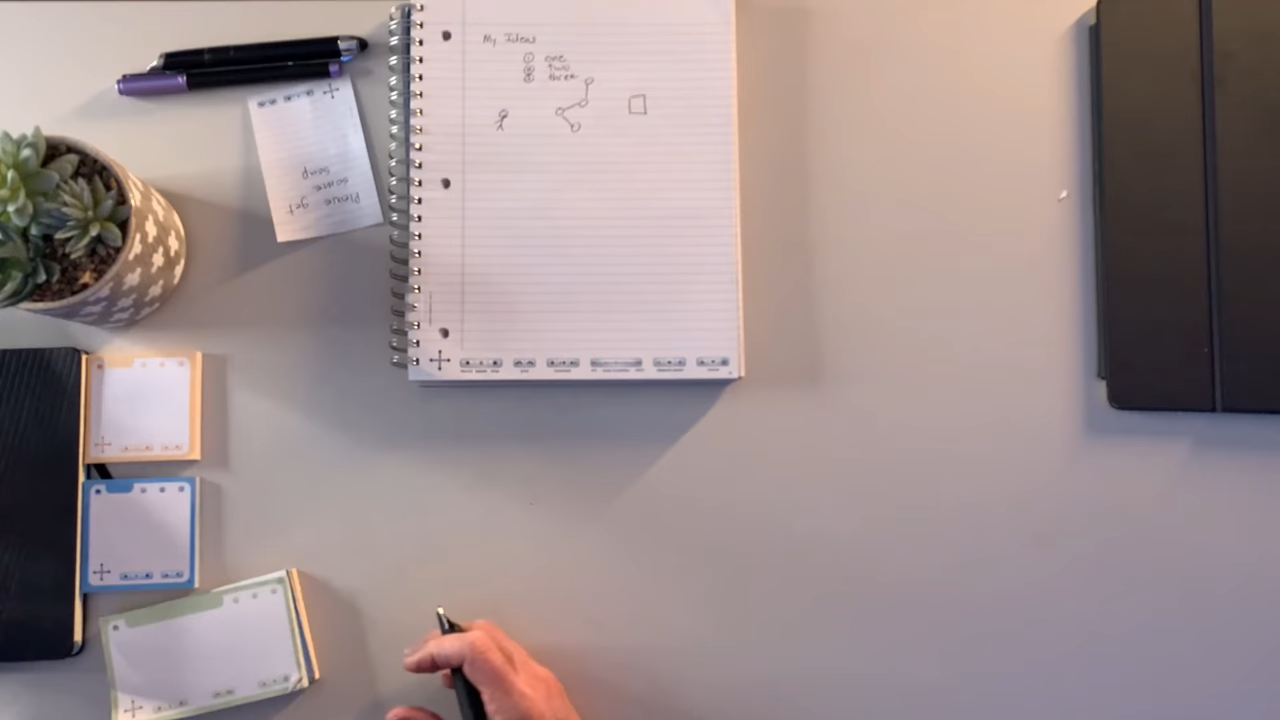 My Ideas
① one
② two
③ three
Please get
some
soap